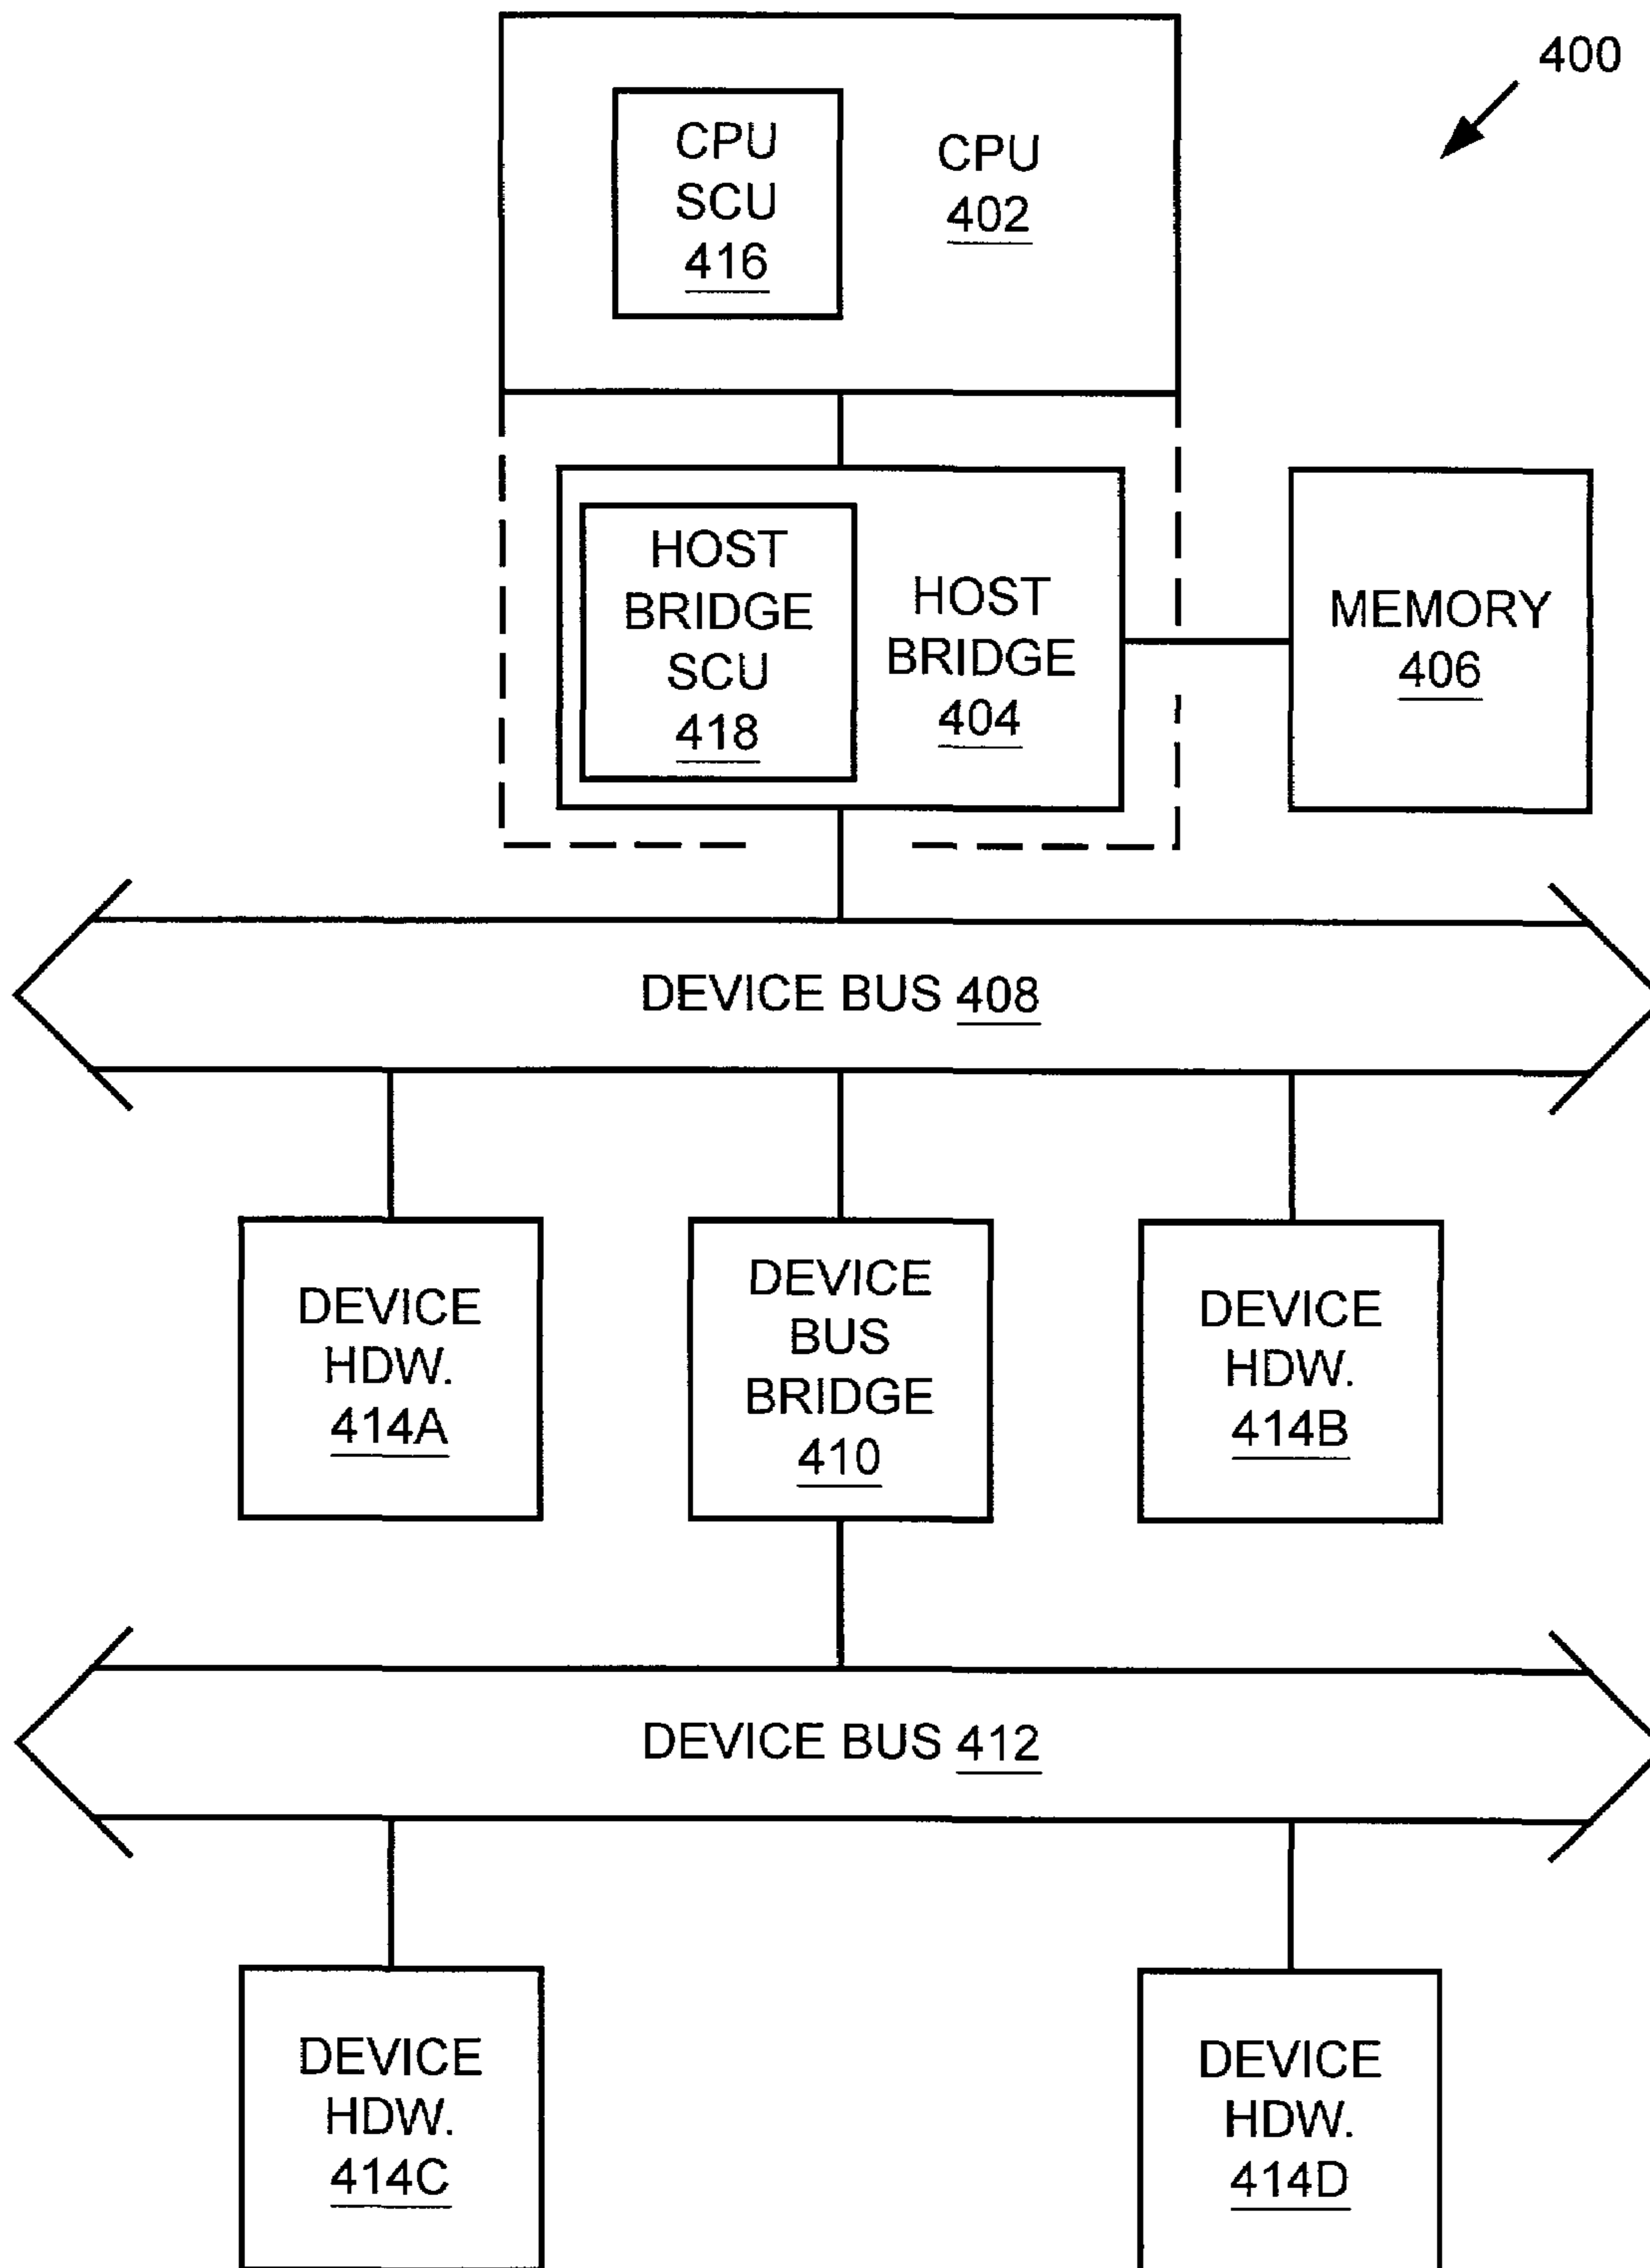 400
CPU
SCU
416
CPU
402
HOST
BRIDGE
SCU
418
HOST
BRIDGE
404
MEMORY
406
DEVICE BUS 408
DEVICE
HDW.
414A
DEVICE
BUS
BRIDGE
410
DEVICE
HDW.
414B
DEVICE BUS 412
DEVICE
HDW.
414C
DEVICE
HDW.
414D